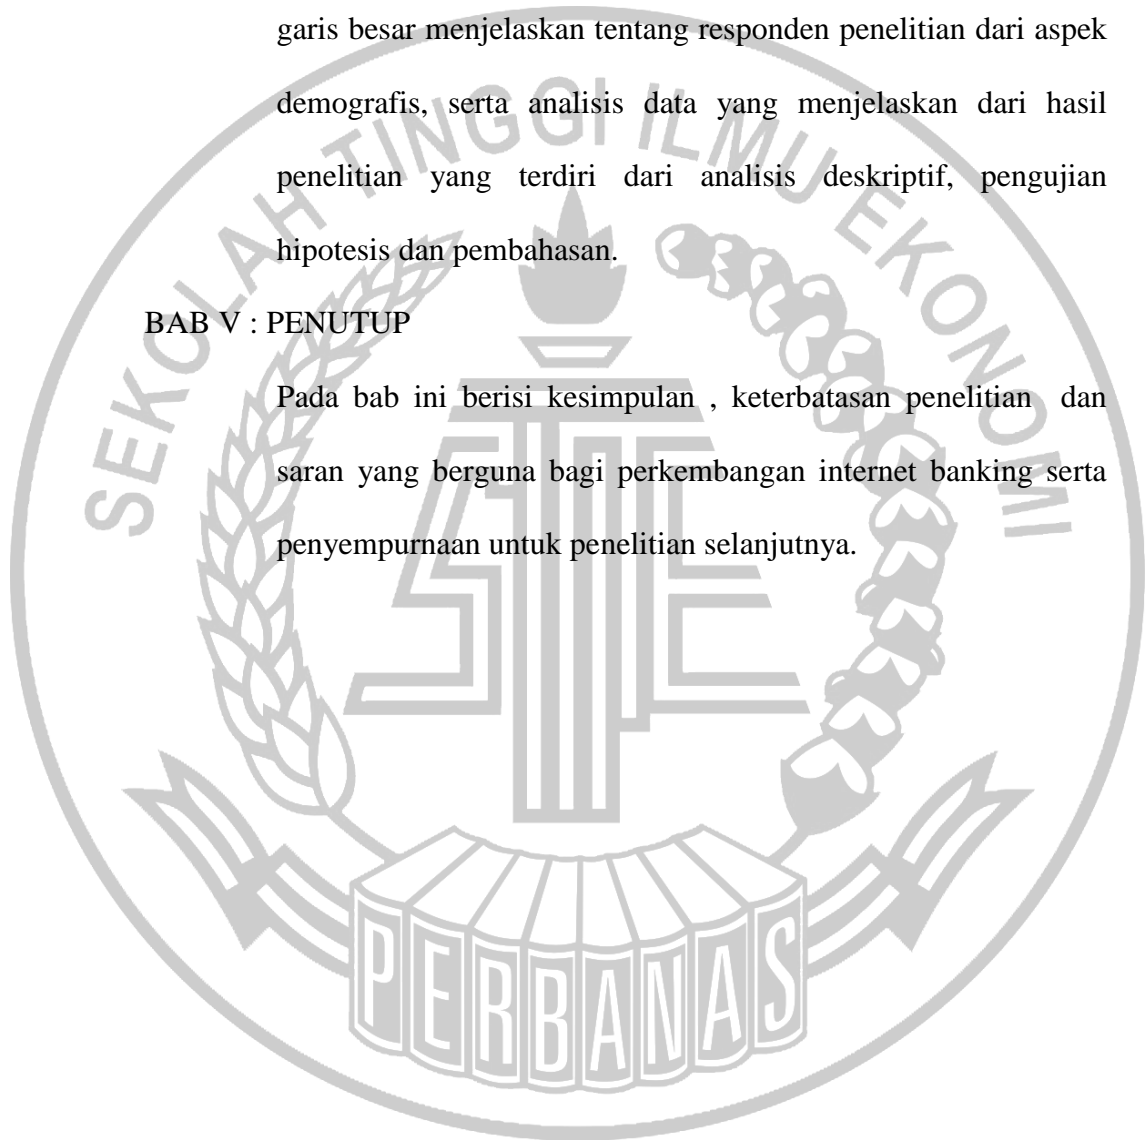 garis besar menjelaskan tentang responden penelitian dari aspek
demografis, serta analisis data yang menjelaskan dari hasil
penelitian yang terdiri dari analisis deskriptif, pengujian
hipotesis dan pembahasan.
BAB V : PENUTUP
Pada bab ini berisi kesimpulan , keterbatasan penelitian dan
saran yang berguna bagi perkembangan internet banking serta
penyempurnaan untuk penelitian selanjutnya.
SEKOLAH TINGGI ILMU EKONOMI
PERBANAS